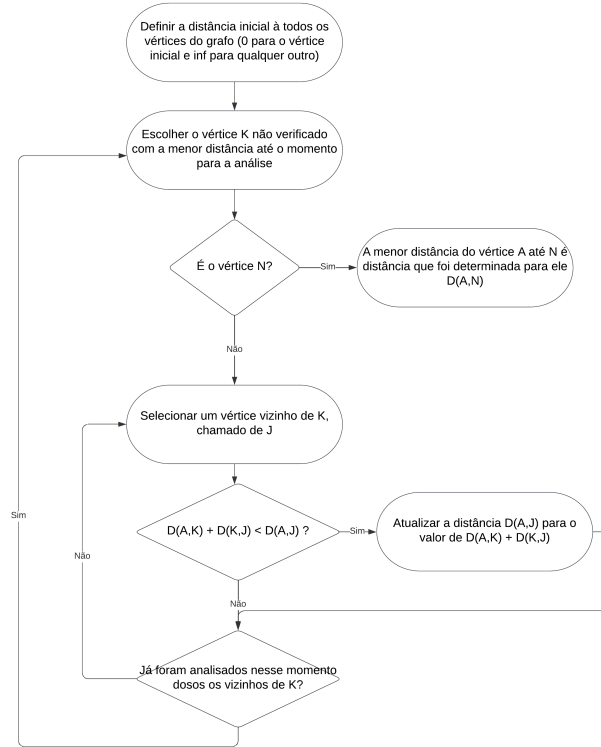 Definir a distância inicial à todos os
vértices do grafo (0 para o vértice
inicial e inf para qualquer outro)
Escolher o vértice K não verificado
com a menor distância até o momento
para a análise
É o vértice N?
Sim
A menor distância do vértice A até N é
distância que foi determinada para ele
D(A,N)
Não
Selecionar um vértice vizinho de K,
chamado de J
D(A,K) + D(K,J) < D(A,J) ?
Sim
Atualizar a distância D(A,J) para o
valor de D(A,K) + D(K,J)
Sim
Não
Não
Já foram analisados nesse momento
dosos os vizinhos de K?